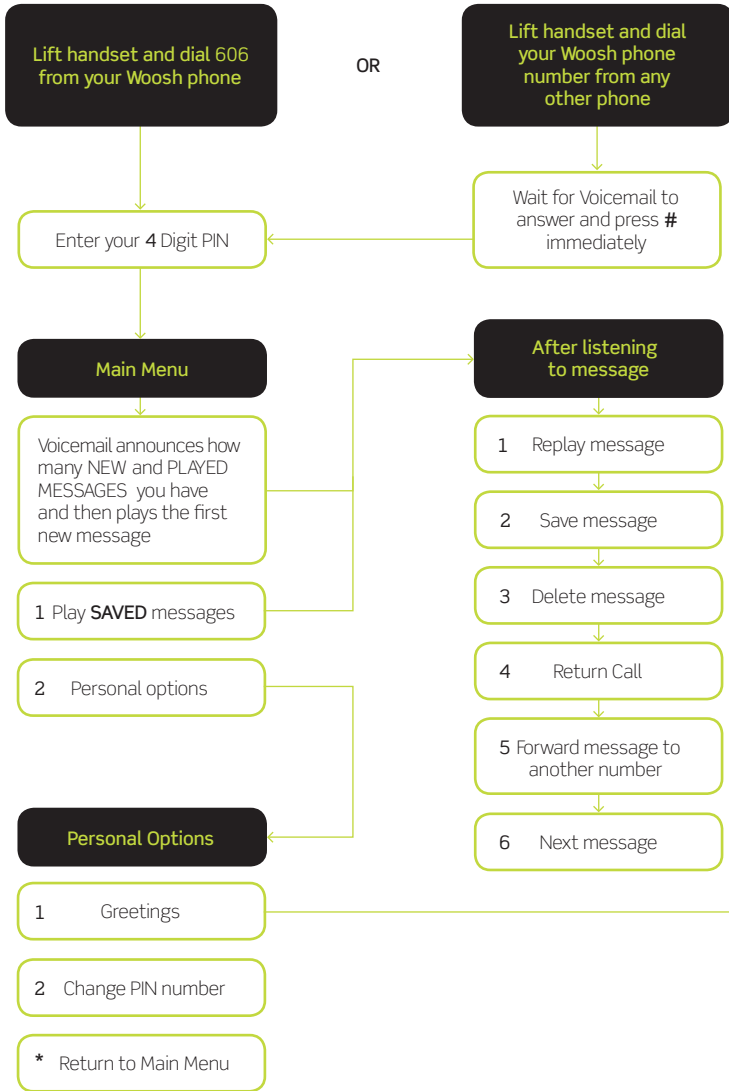 Lift handset and dial 606
from your Woosh phone
OR
Lift handset and dial
your Woosh phone
number from any
other phone
Wait for Voicemail to
answer and press #
immediately
Enter your 4 Digit PIN
Main Menu
Voicemail announces how
many NEW and PLAYED
MESSAGES you have
and then plays the first
new message
1 Play SAVED messages
2 Personal options
After listening
to message
1 Replay message
2 Save message
3 Delete message
4 Return Call
5 Forward message to
another number
6 Next message
Personal Options
1 Greetings
2 Change PIN number
* Return to Main Menu